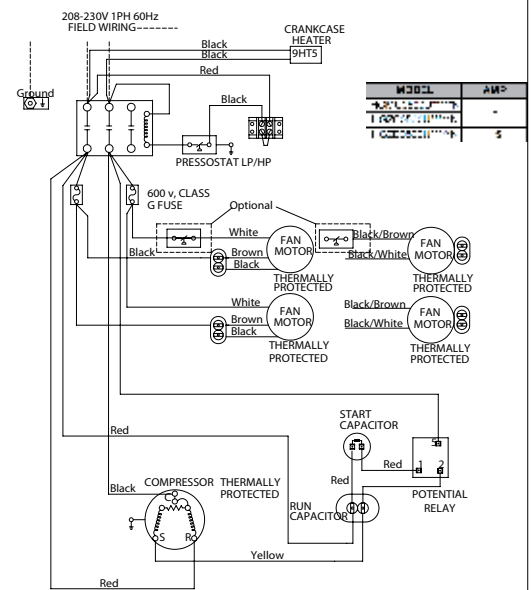 208-230V 1PH 60Hz
FIELD WIRING
CRANKCASE
HEATER
9HT5
Black
Black
Red
Ground
Black
MODEL AMP
PRESSOSTAT LP/HP
600 v, CLASS
G FUSE
Optional
White
Brown
Black
Black
FAN
MOTOR
THERMALLY
PROTECTED
Black/Brown
Black/White
FAN
MOTOR
THERMALLY
PROTECTED
White
Brown
Black
FAN
MOTOR
THERMALLY
PROTECTED
Black/Brown
Black/White
FAN
MOTOR
THERMALLY
PROTECTED
START
CAPACITOR
Red
Red
Red
5
1 2
POTENTIAL
RELAY
Black
COMPRESSOR THERMALLY
PROTECTED
C
S R
RUN
CAPACITOR
Yellow
Red